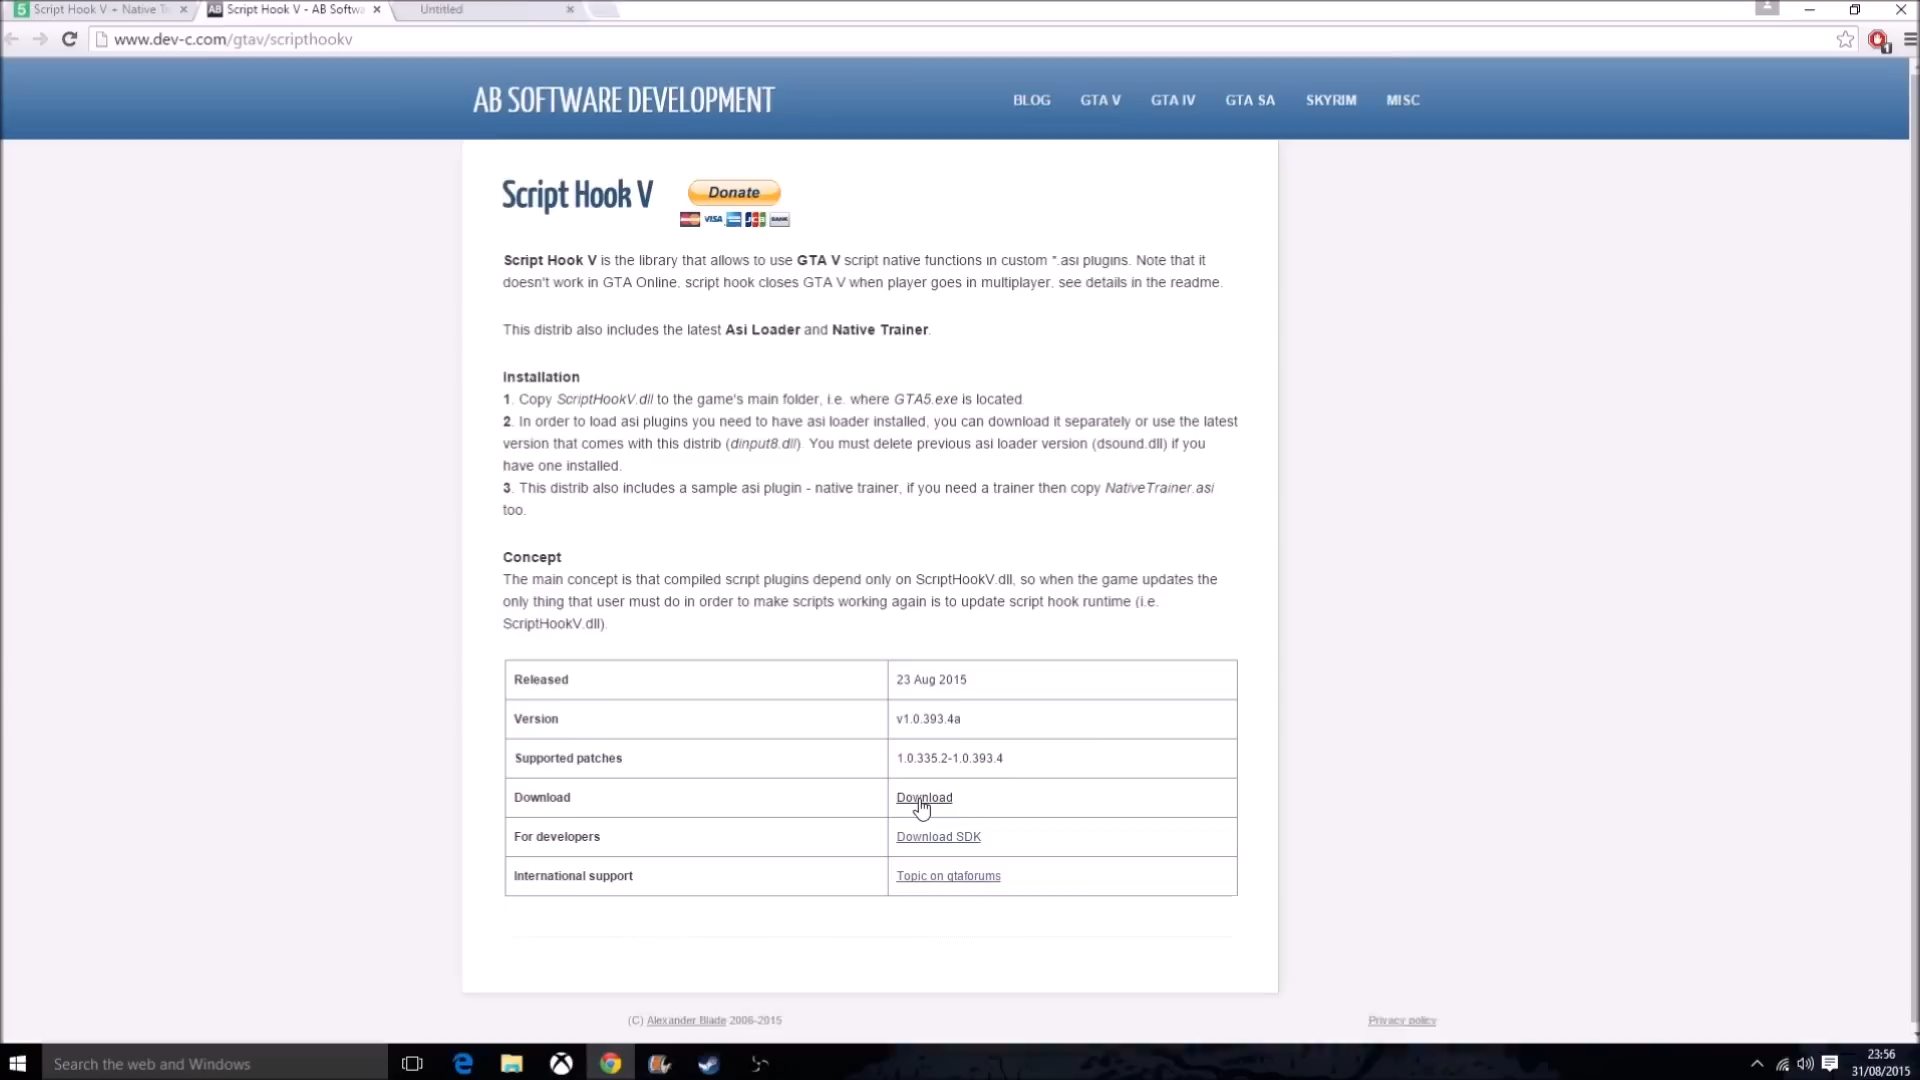 5 Script Hook V + Native Tr
AB Script Hook V - AB Softwa
Untitled
www.dev-c.com/gtav/scripthookv
1
AB SOFTWARE DEVELOPMENT
BLOG GTA V GTA IV GTA SA SKYRIM MISC
Script Hook V
Donate
VISA JCB BANK
Script Hook V is the library that allows to use GTA V script native functions in custom *.asi plugins. Note that it
doesn't work in GTA Online, script hook closes GTA V when player goes in multiplayer, see details in the readme.
This distrib also includes the latest Asi Loader and Native Trainer.
Installation
1. Copy ScriptHookV.dll to the game's main folder, i.e. where GTA5.exe is located.
2. In order to load asi plugins you need to have asi loader installed, you can download it separately or use the latest
version that comes with this distrib (dinput8.dll). You must delete previous asi loader version (dsound.dll) if you
have one installed.
3. This distrib also includes a sample asi plugin - native trainer, if you need a trainer then copy NativeTrainer.asi
too.
Concept
The main concept is that compiled script plugins depend only on ScriptHookV.dll, so when the game updates the
only thing that user must do in order to make scripts working again is to update script hook runtime (i.e.
ScriptHookV.dll).
Released 23 Aug 2015
Version v1.0.393.4a
Supported patches 1.0.335.2-1.0.393.4
Download Download
For developers Download SDK
International support Topic on gtaforums
(C) Alexander Blade 2006-2015
Privacy policy
Search the web and Windows
23:56
31/08/2015